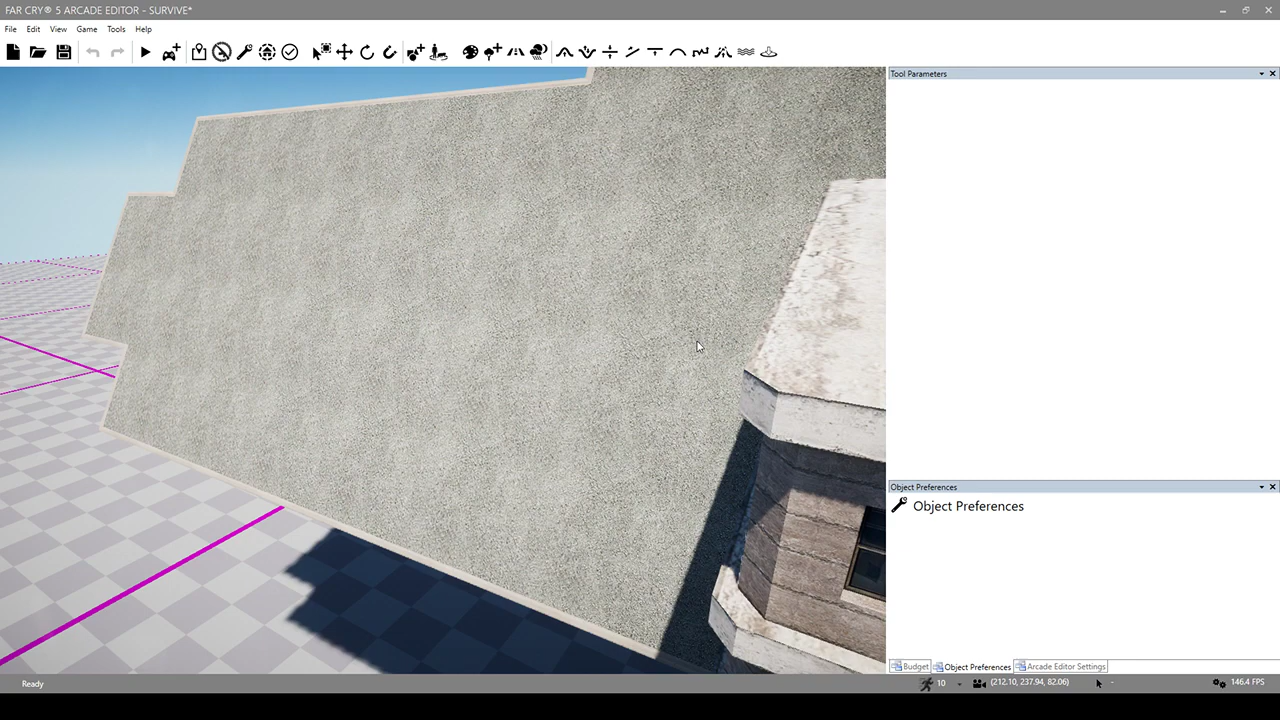 FAR CRY® 5 ARCADE EDITOR - SURVIVE*
File Edit View Game Tools Help
Tool Parameters
Object Preferences
Object Preferences
Budget Object Preferences Arcade Editor Settings
Ready 10 (212.10, 237.94, 82.06) - 146.4 FPS